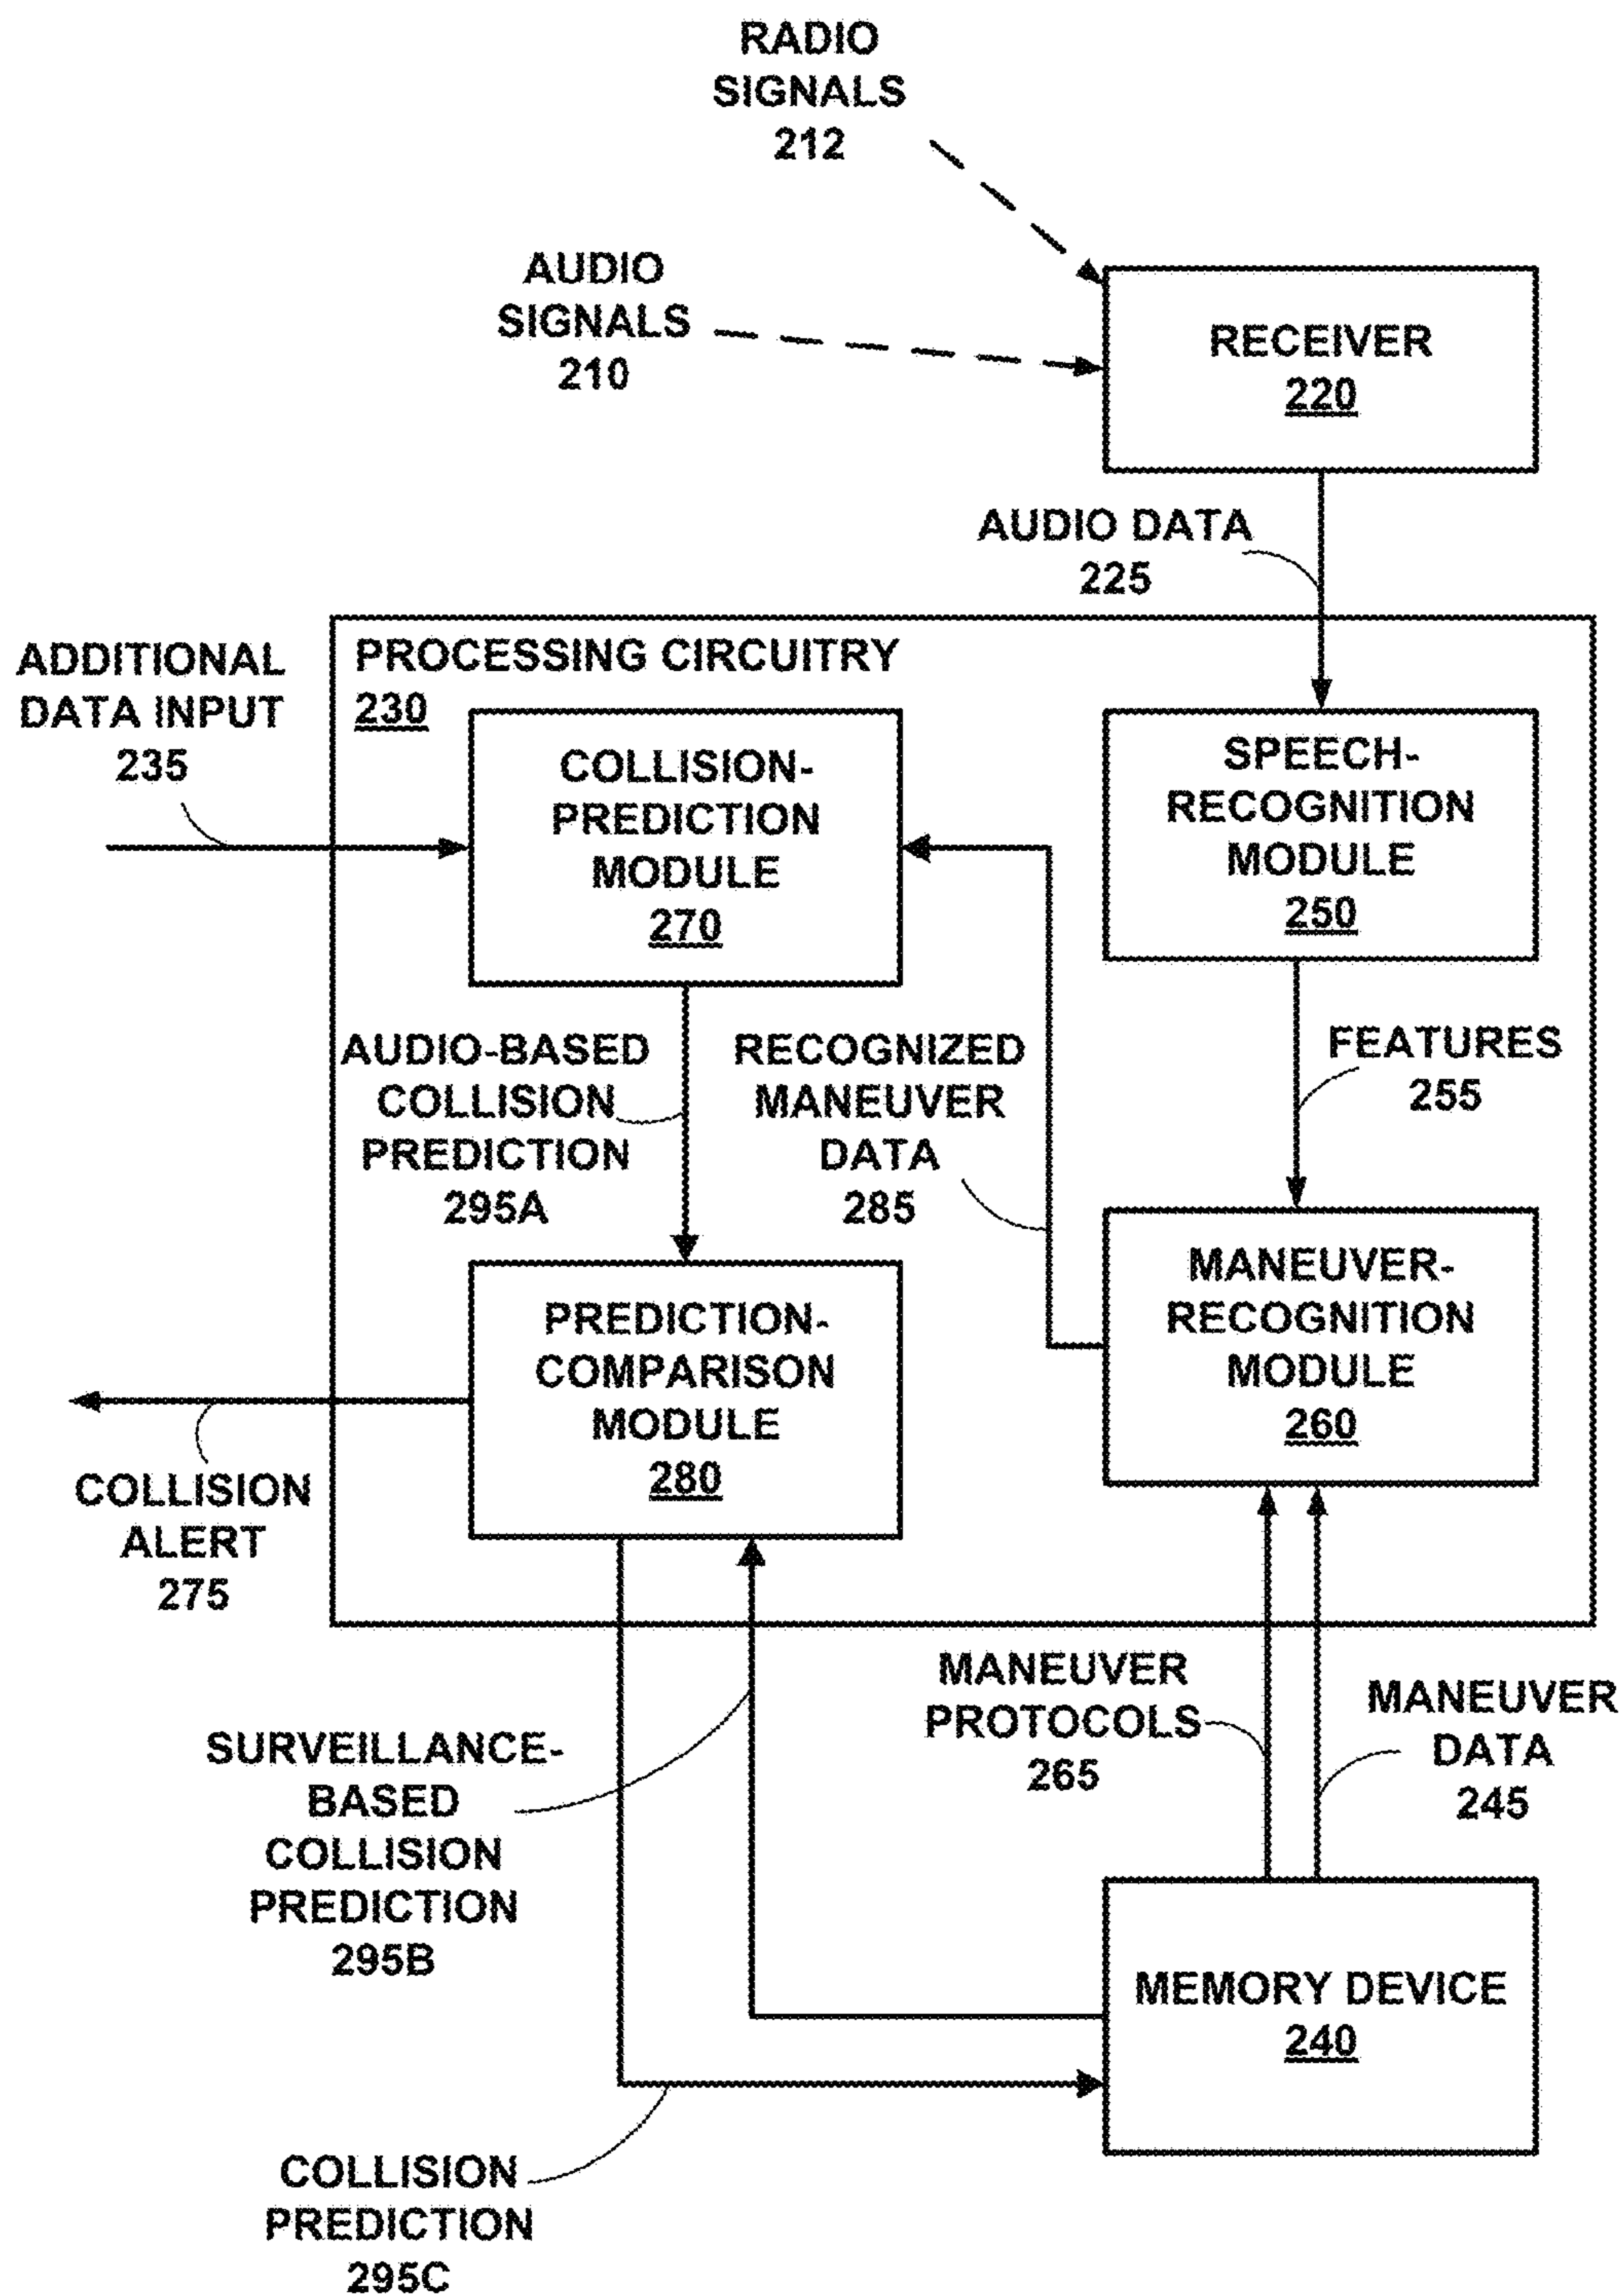 RADIO
SIGNALS
212
AUDIO
SIGNALS
210
RECEIVER
220
AUDIO DATA
225
ADDITIONAL
DATA INPUT
235
PROCESSING CIRCUITRY
230
COLLISION-
PREDICTION
MODULE
270
SPEECH-
RECOGNITION
MODULE
250
AUDIO-BASED
COLLISION
PREDICTION
295A
RECOGNIZED
MANEUVER
DATA
285
FEATURES
255
PREDICTION-
COMPARISON
MODULE
280
MANEUVER-
RECOGNITION
MODULE
260
COLLISION
ALERT
275
SURVEILLANCE-
BASED
COLLISION
PREDICTION
295B
MANEUVER
PROTOCOLS
265
MANEUVER
DATA
245
MEMORY DEVICE
240
COLLISION
PREDICTION
295C